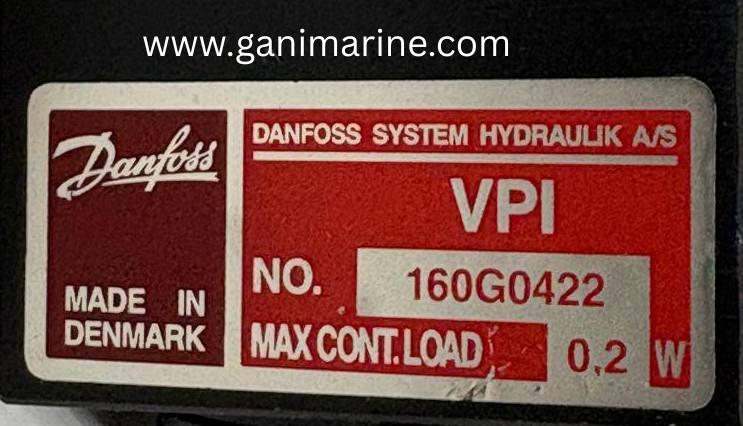 www.ganimarine.com
Danfoss
MADE IN
DENMARK
DANFOSS SYSTEM HYDRAULIK A/S
VPI
NO. 160G0422
MAX CONT.LOAD 0,2 W